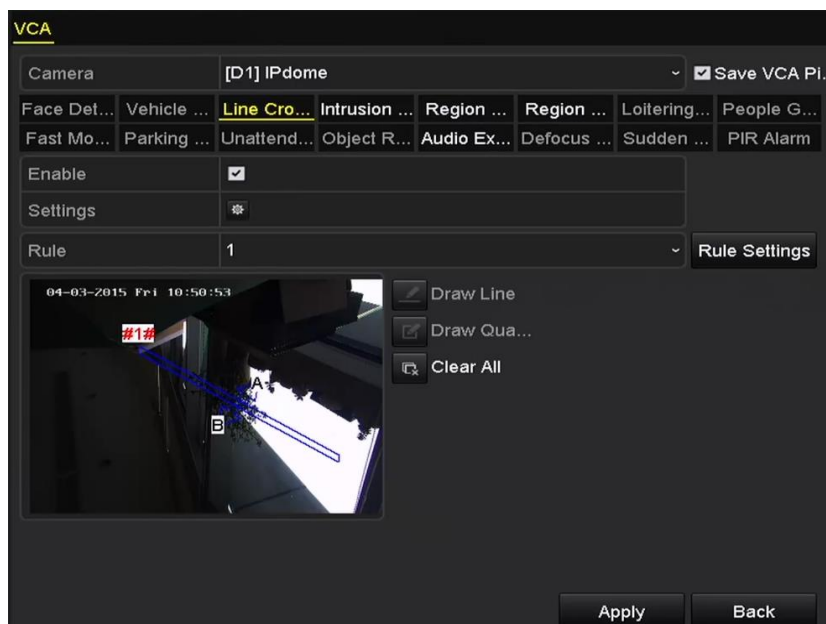 VCA
Camera [D1] IPdome Save VCA Pi.
Face Det... Vehicle ... Line Cro... Intrusion ... Region ... Region ... Loitering... People G...
Fast Mo... Parking ... Unattend... Object R... Audio Ex... Defocus ... Sudden ... PIR Alarm
Enable
Settings
Rule 1 Rule Settings
04-03-2015 Fri 10:50:53
#1#
A
B
Draw Line
Draw Qua...
Clear All
Apply Back